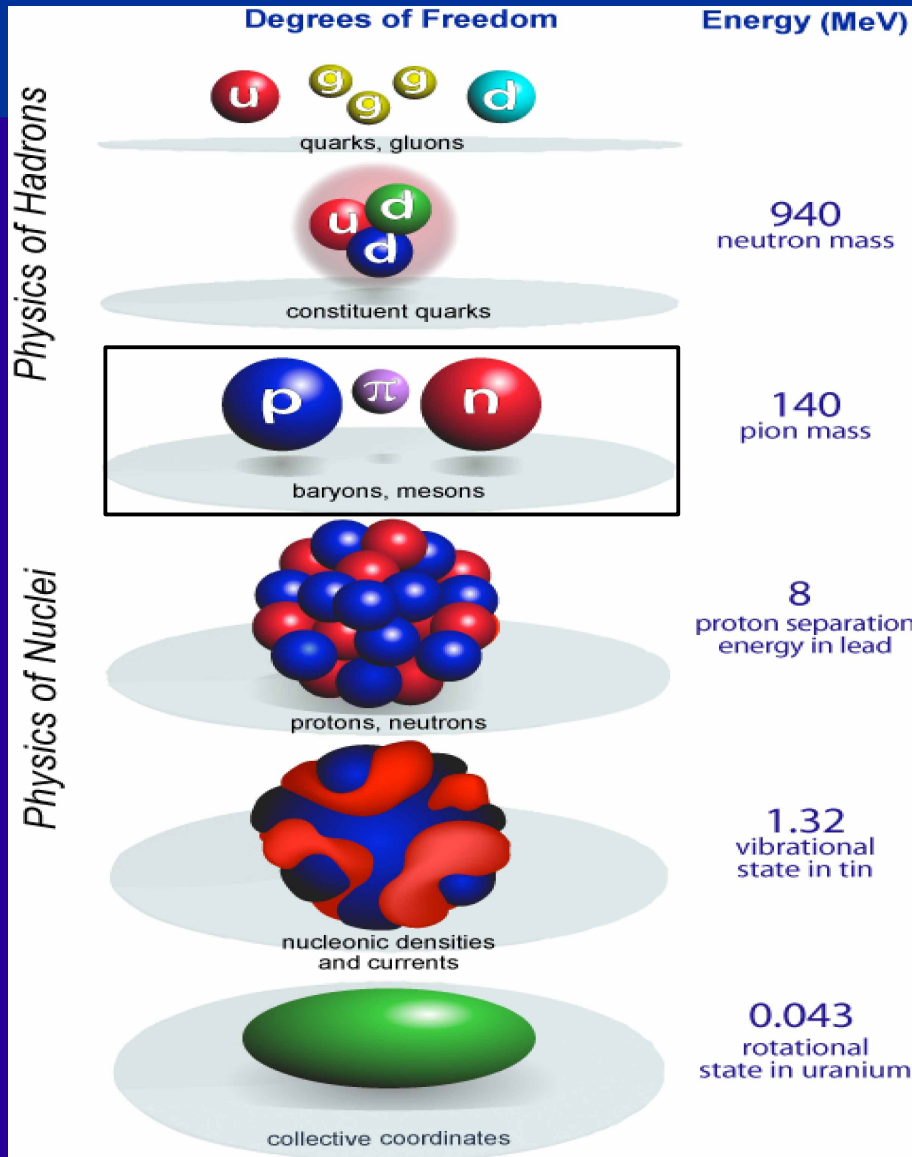 Degrees of Freedom
Energy (MeV)
Physics of Hadrons
u
g
g
g
d
quarks, gluons
u
d
d
constituent quarks
940
neutron mass
p
π
n
baryons, mesons
140
pion mass
Physics of Nuclei
protons, neutrons
8
proton separation
energy in lead
nucleonic densities
and currents
1.32
vibrational
state in tin
collective coordinates
0.043
rotational
state in uranium